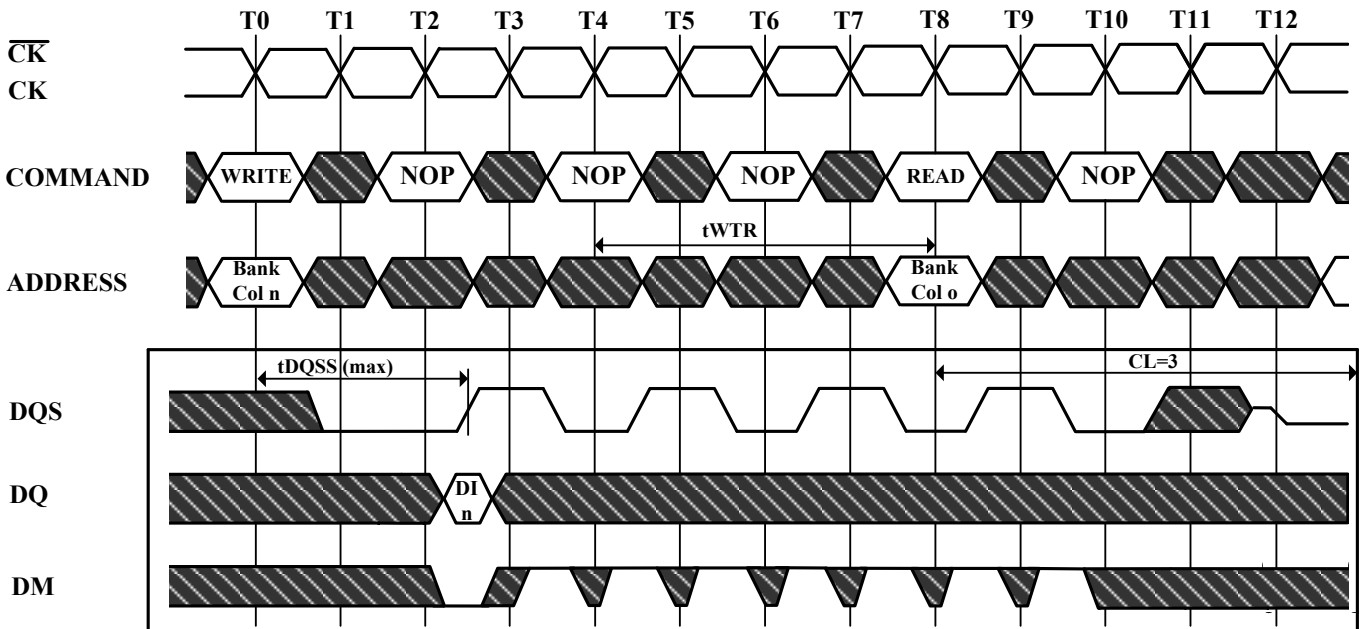 T0 T1 T2 T3 T4 T5 T6 T7 T8 T9 T10 T11 T12
CK
CK
COMMAND WRITE NOP NOP NOP READ NOP
tWTR
ADDRESS Bank Col n Bank Col o
tDQSS (max) CL=3
DQS
DQ DI n
DM